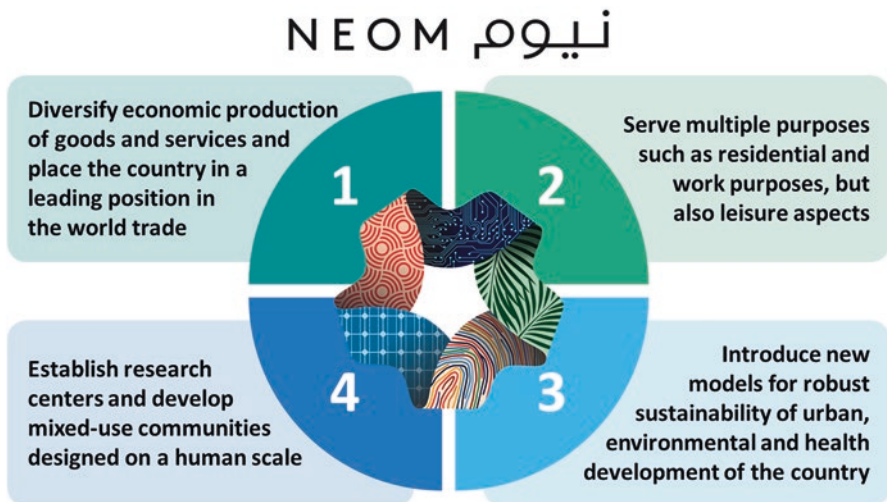 NEOM نيوم
Diversify economic production
of goods and services and
place the country in a
leading position in
the world trade
1
2
Serve multiple purposes
such as residential and
work purposes, but
also leisure aspects
Establish research
centers and develop
mixed-use communities
designed on a human scale
4
3
Introduce new
models for robust
sustainability of urban,
environmental and health
development of the country